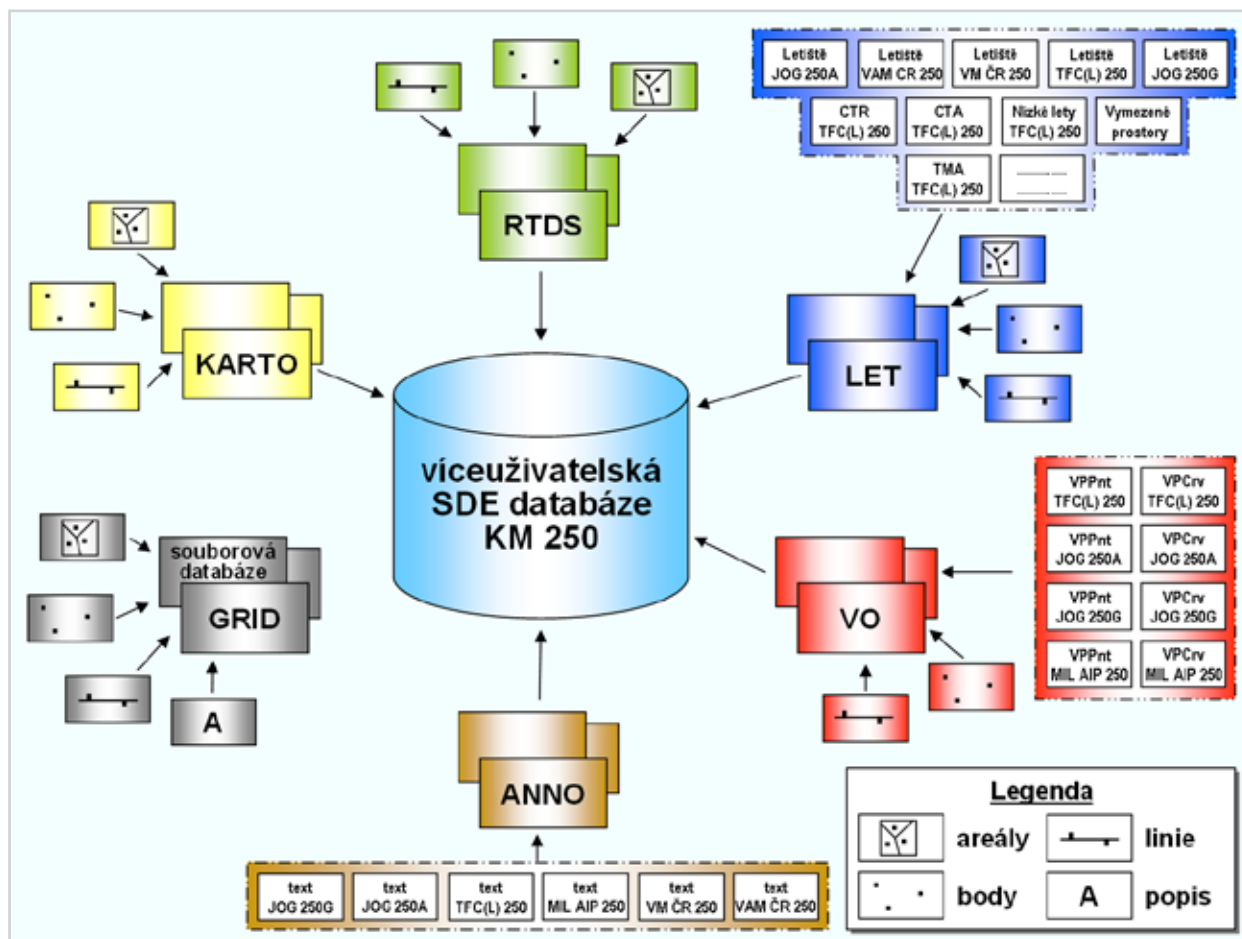 Letiště
JOG 250A
Letiště
VAM CR 250
Letiště
VM ČR 250
Letiště
TFC(L) 250
Letiště
JOG 250G
CTR
TFC(L) 250
CTA
TFC(L) 250
Nízké lety
TFC(L) 250
Vymezené
prostory
TMA
TFC(L) 250
RTDS
KARTO
LET
víceuživatelská
SDE databáze
KM 250
souborová
databáze
GRID
A
VO
VPPnt
TFC(L) 250
VPCrv
TFC(L) 250
VPPnt
JOG 250A
VPCrv
JOG 250A
VPPnt
JOG 250G
VPCrv
JOG 250G
VPPnt
MIL AIP 250
VPCrv
MIL AIP 250
ANNO
text
JOG 250G
text
JOG 250A
text
TFC(L) 250
text
MIL AIP 250
text
VM ČR 250
text
VAM ČR 250
Legenda
areály
linie
body
A popis